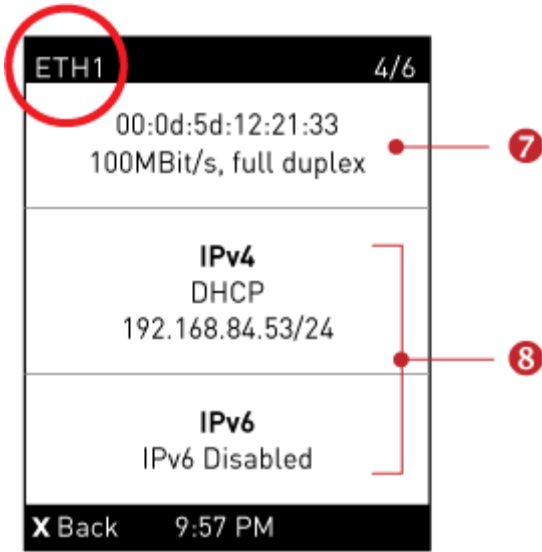 ETH1 4/6
00:0d:5d:12:21:33
100MBit/s, full duplex
7
IPv4
DHCP
192.168.84.53/24
8
IPv6
IPv6 Disabled
X Back 9:57 PM